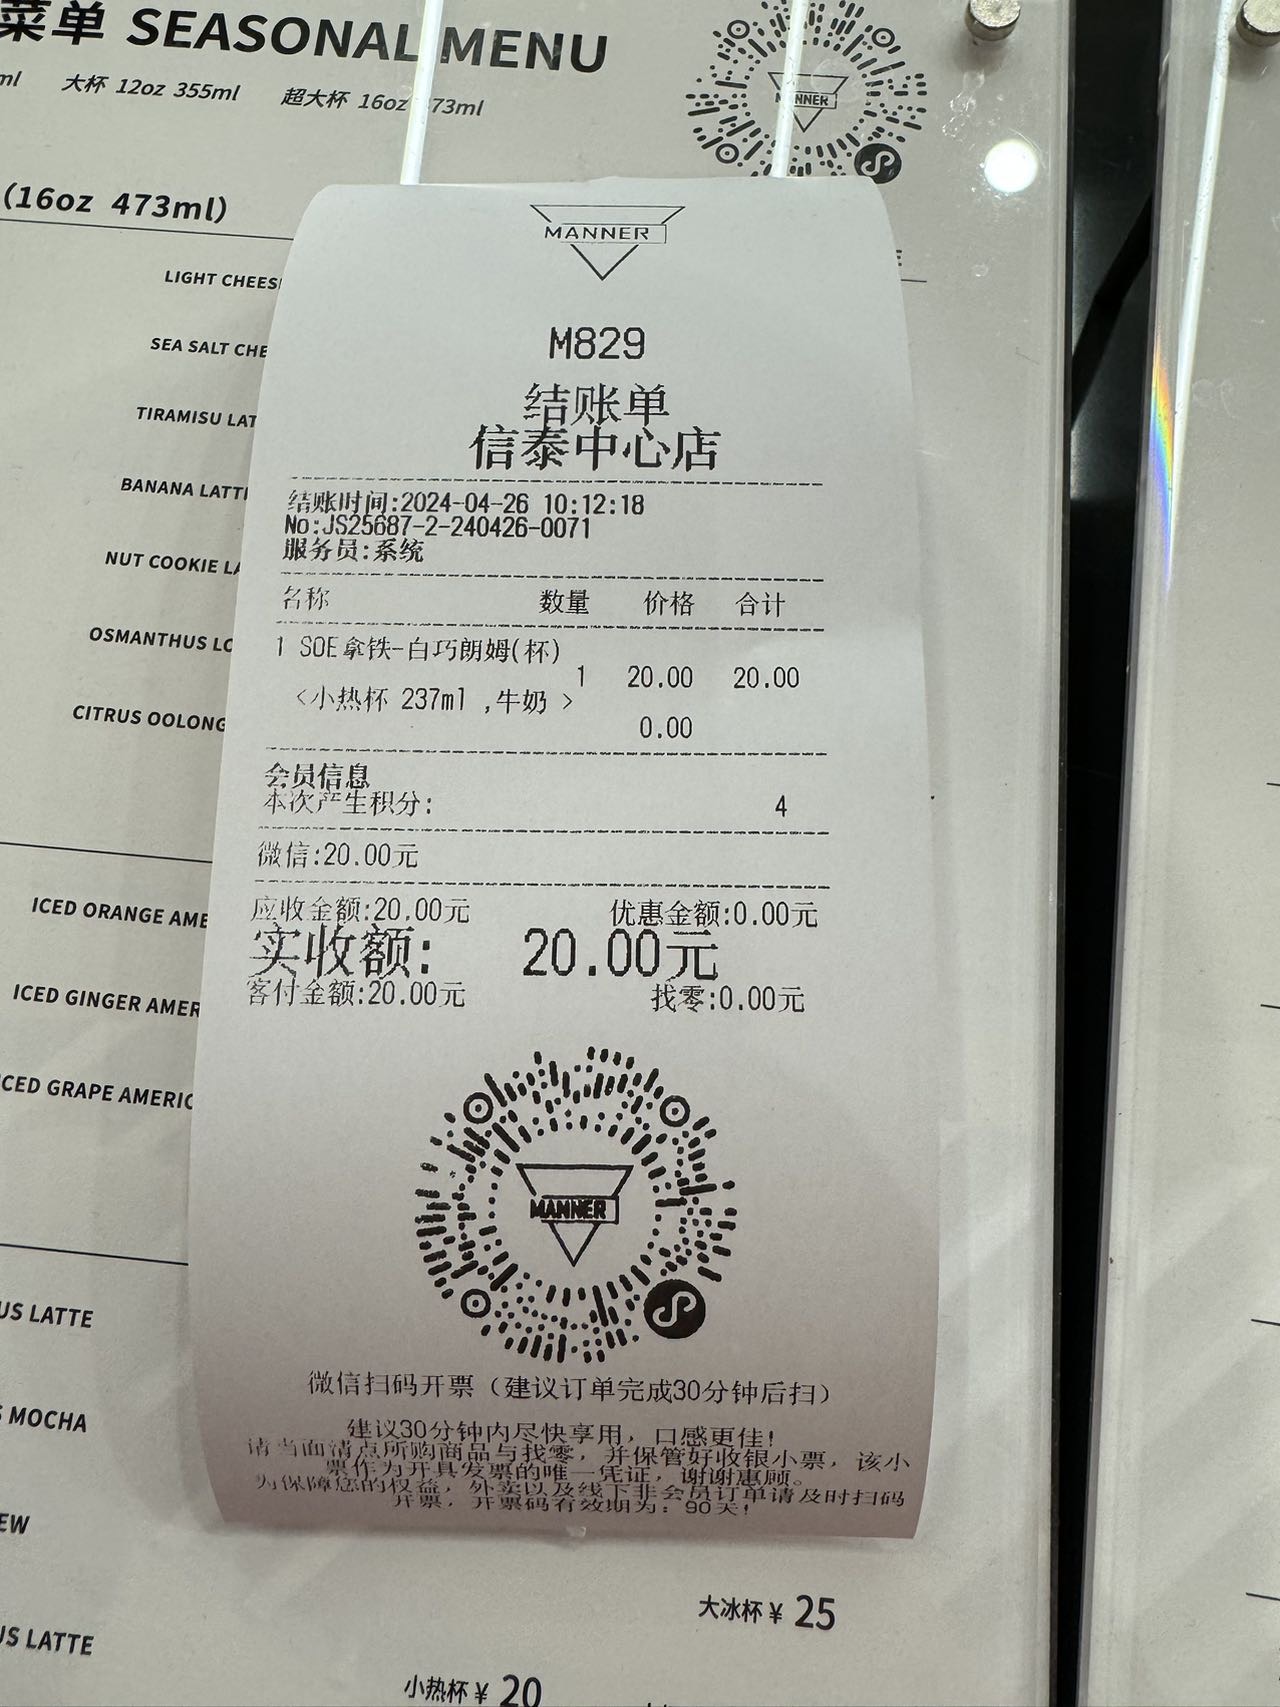 菜单 SEASONAL MENU
ml 大杯 12oz 355ml 超大杯 16oz 473ml
MANNER
(16oz 473ml)
LIGHT
SEA SALT
TIRAMISU
BANANA
NUT COOKIE
OSMANTHUS
CITRUS OOLONG
ICED ORANGE
ICED GINGER
GRAPE
LATTE
MOCHA
LATTE
MANNER
M829
结账单
信泰中心店
结账时间:2024-04-26 10:12:18
No:JS25687-2-240426-0071
服务员:系统
名称 数量 价格 合计
1 SOE拿铁-白巧朗姆(杯)
1 20.00 20.00
<小热杯 237ml ,牛奶 >
0.00
会员信息
本次产生积分: 4
微信:20.00元
应收金额:20.00元 优惠金额:0.00元
实收额: 20.00元
客付金额:20.00元 找零:0.00元
MANNER
微信扫码开票（建议订单完成30分钟后扫）
建议30分钟内尽快享用，口感更佳!
请当面清点所购商品与找零，并保管好收银小票，该小
票作为开具发票的唯一凭证，谢谢惠顾。
为保障您的权益，外卖以及线下非会员订单请及时扫码
开票，开票码有效期为：90天!
大冰杯¥ 25
小热杯¥ 20